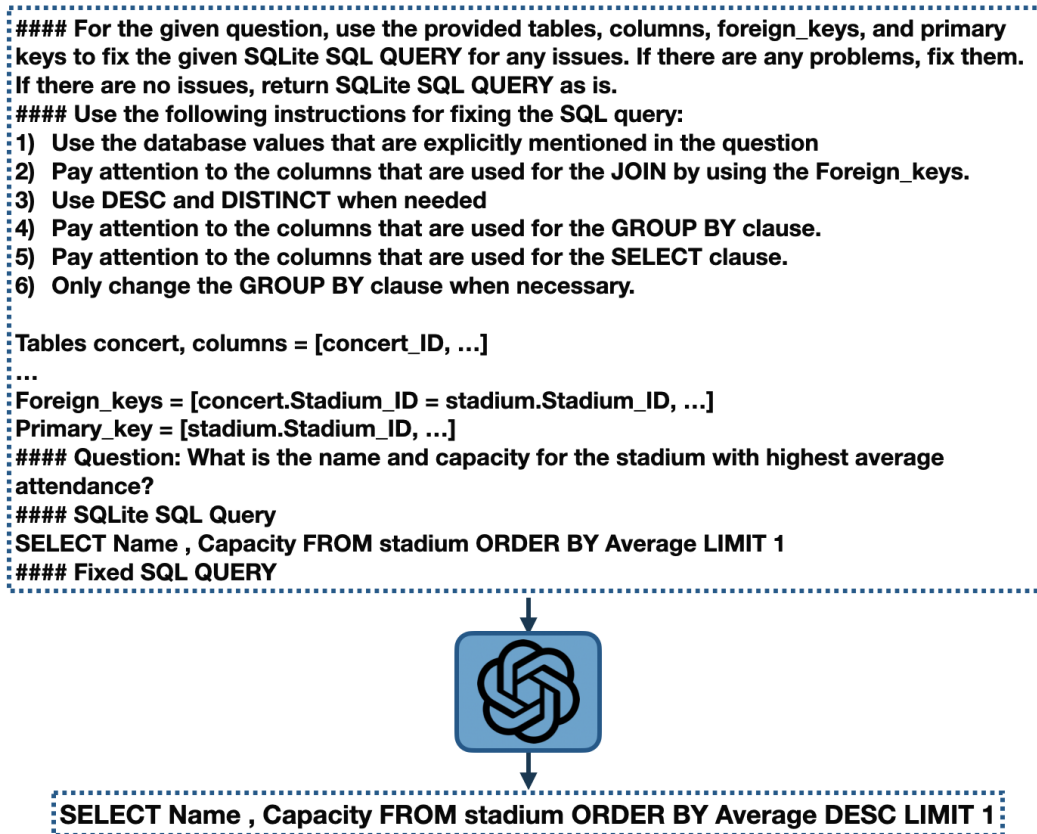 #### For the given question, use the provided tables, columns, foreign_keys, and primary
keys to fix the given SQLite SQL QUERY for any issues. If there are any problems, fix them.
If there are no issues, return SQLite SQL QUERY as is.
#### Use the following instructions for fixing the SQL query:
1) Use the database values that are explicitly mentioned in the question
2) Pay attention to the columns that are used for the JOIN by using the Foreign_keys.
3) Use DESC and DISTINCT when needed
4) Pay attention to the columns that are used for the GROUP BY clause.
5) Pay attention to the columns that are used for the SELECT clause.
6) Only change the GROUP BY clause when necessary.
Tables concert, columns = [concert_ID, …]
…
Foreign_keys = [concert.Stadium_ID = stadium.Stadium_ID, …]
Primary_key = [stadium.Stadium_ID, …]
#### Question: What is the name and capacity for the stadium with highest average
attendance?
#### SQLite SQL Query
SELECT Name , Capacity FROM stadium ORDER BY Average LIMIT 1
#### Fixed SQL QUERY
SELECT Name , Capacity FROM stadium ORDER BY Average DESC LIMIT 1